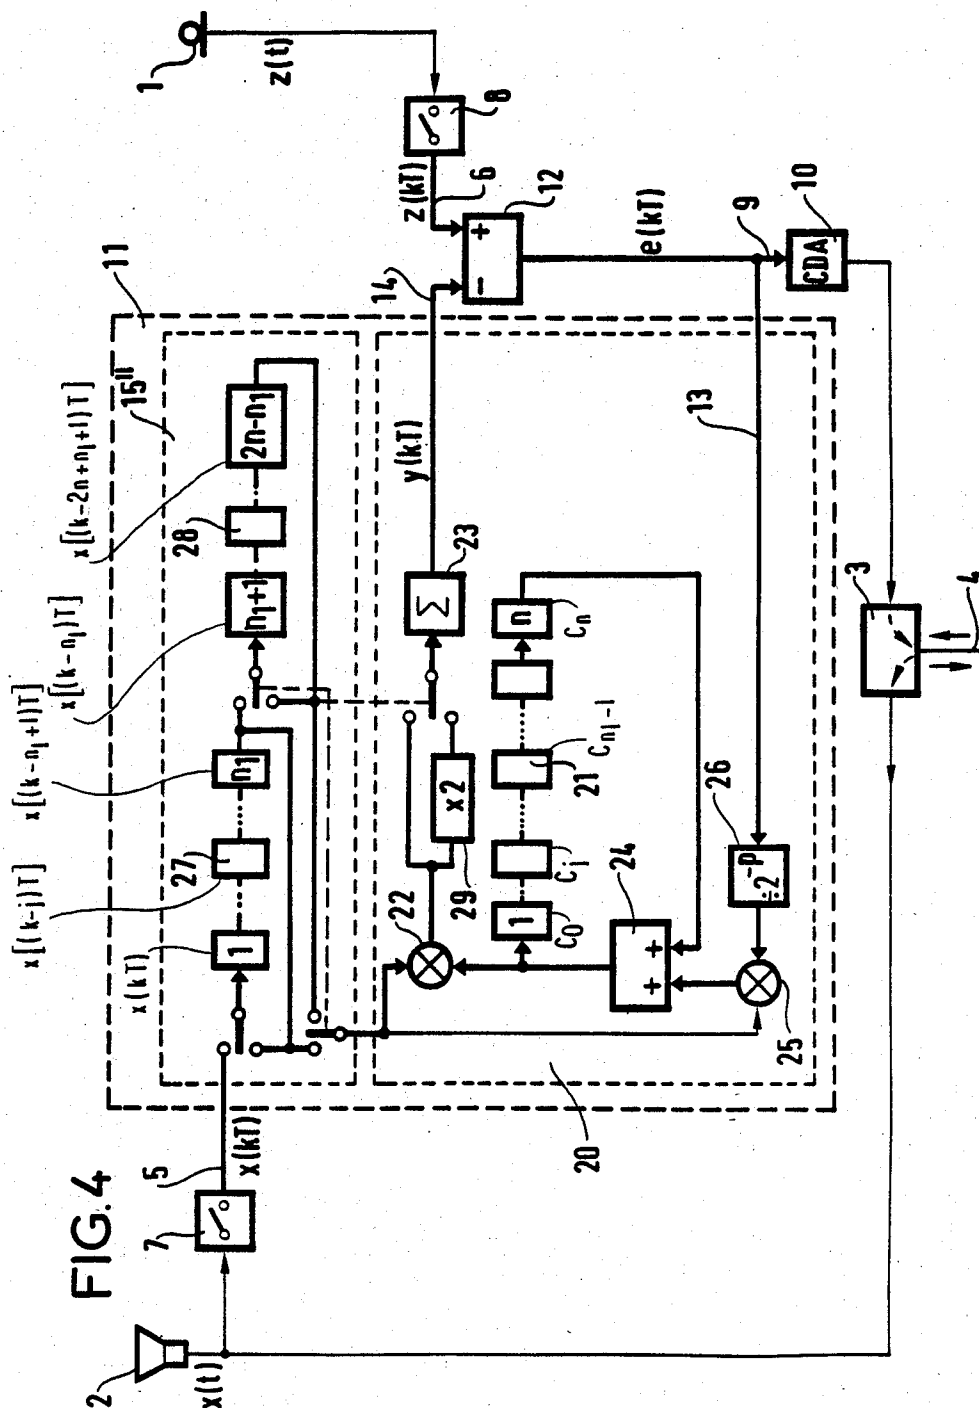 FIG.4
2
x(t)
7
5
x(kT)
11
15"
x(kT)
1
x[(k-j)T]
27
x[(k-n1+1)T]
n1
x[(k-n1)T]
n1+1
28
x[(k-2n+n1+1)T]
2n-n1
1
z(t)
8
z(kT)
6
14
- +
12
y(kT)
e(kT)
9
CDA
10
13
Σ
23
22
x2
29
1
C0
Cj
21
Cn1-1
n
Cn
24
+ +
25
26
÷2-p
20
3
4